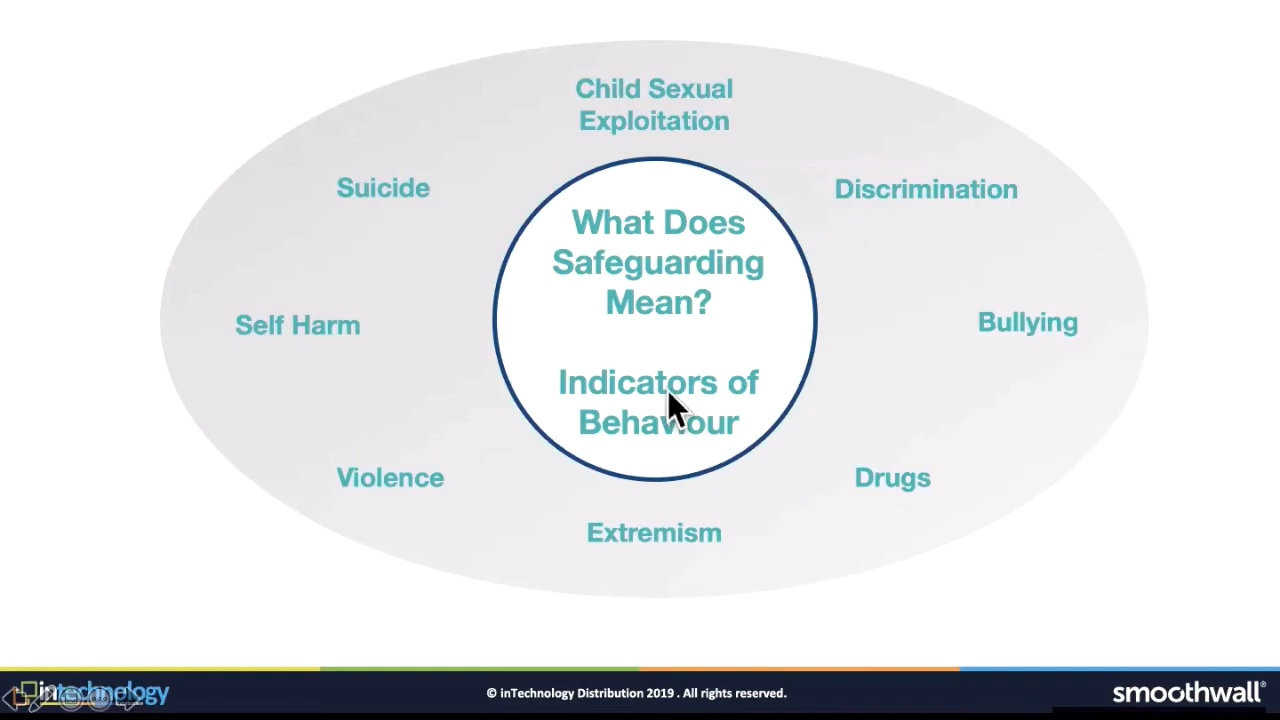 Child Sexual
Exploitation
Suicide
Discrimination
What Does
Safeguarding
Mean?
Self Harm
Bullying
Indicators of
Behaviour
Violence
Drugs
Extremism
intechnology
© inTechnology Distribution 2019 . All rights reserved.
smoothwall®